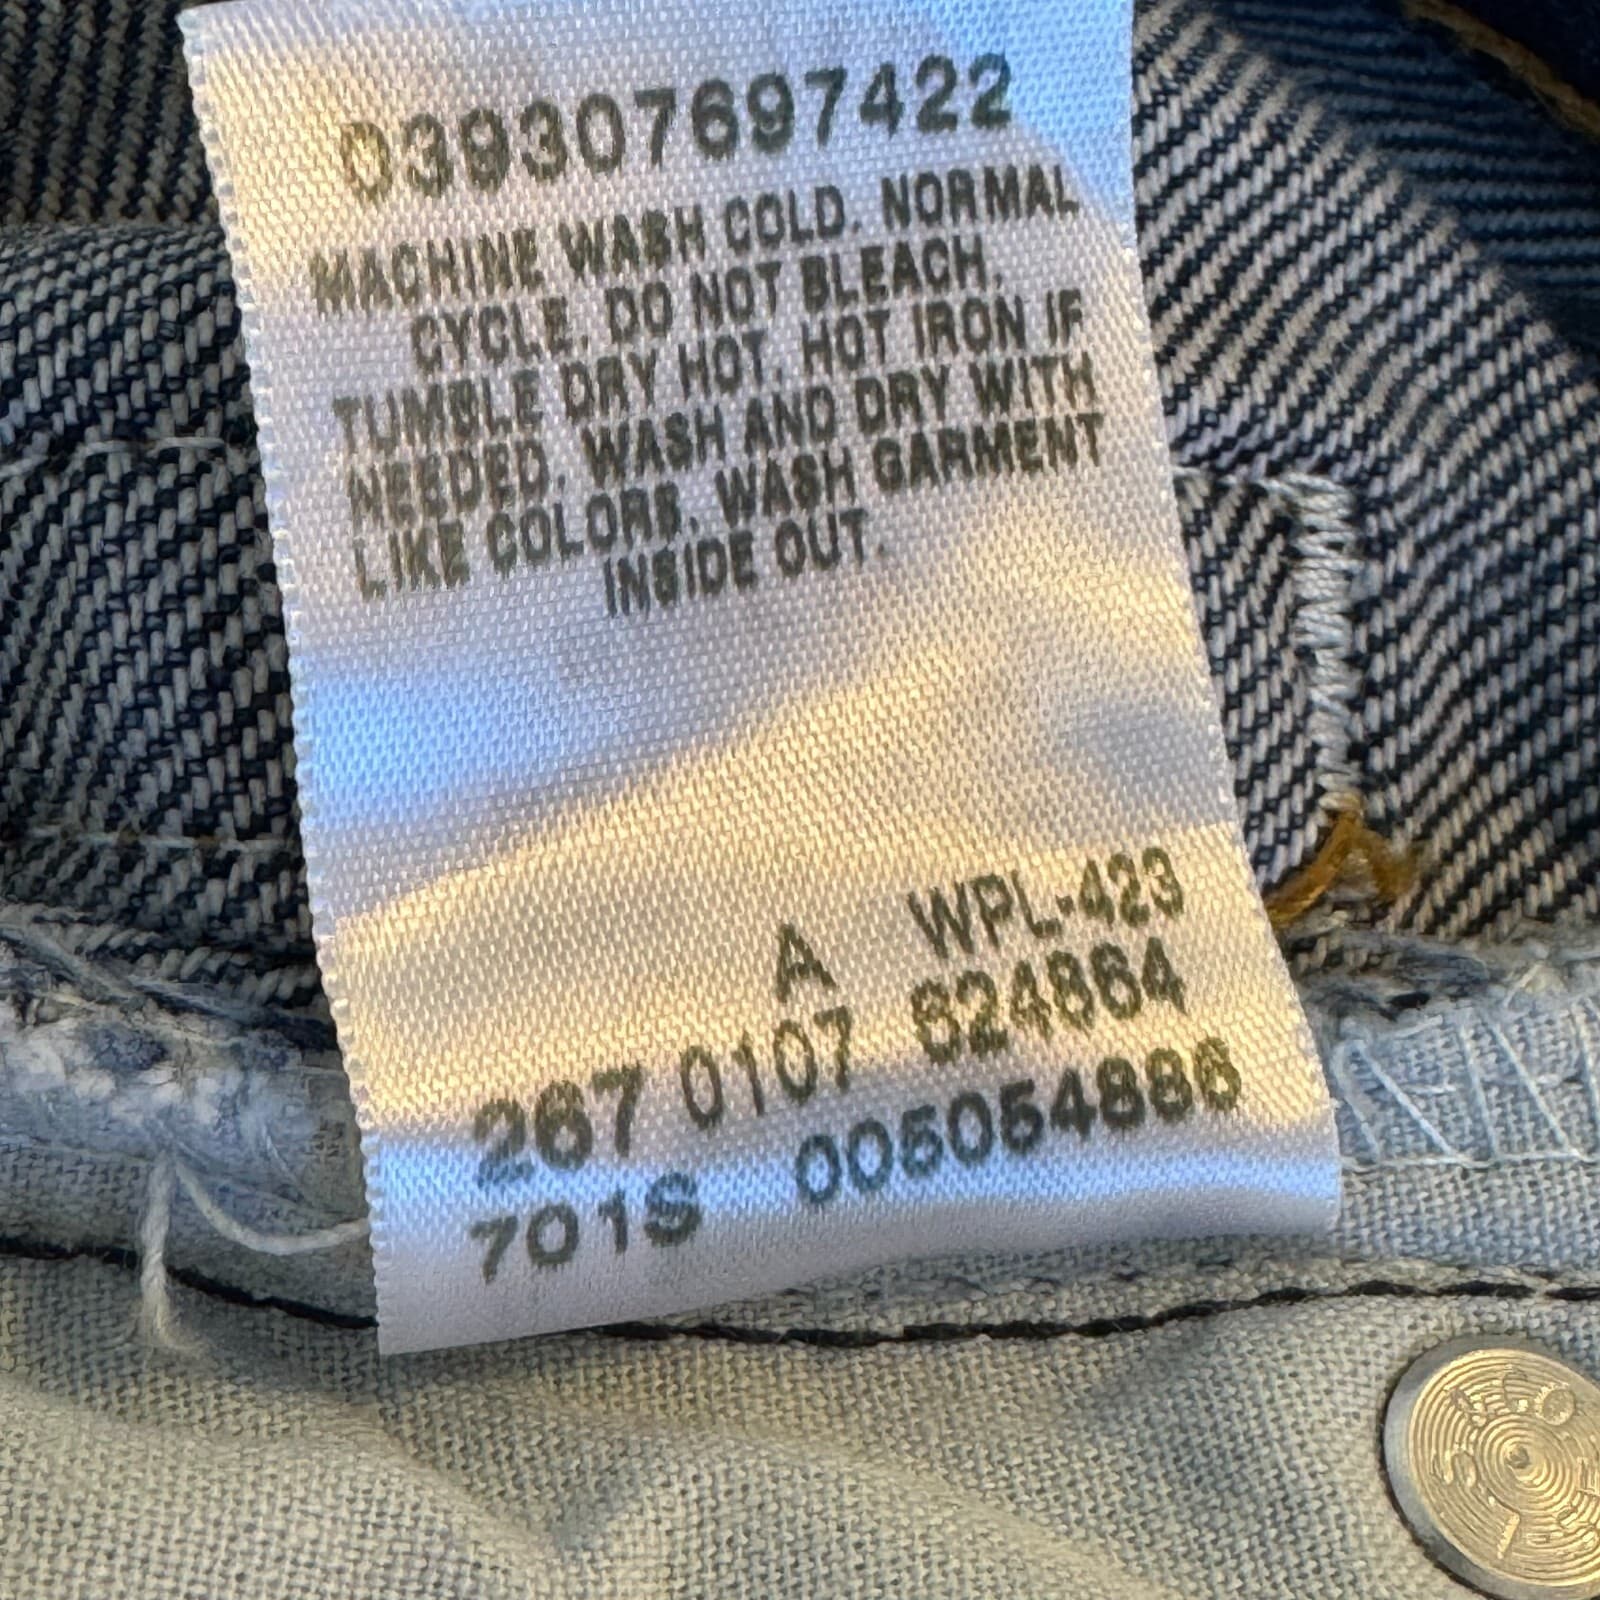 039307697422
MACHINE WASH COLD. NORMAL
CYCLE. DO NOT BLEACH.
TUMBLE DRY HOT. HOT IRON IF
NEEDED. WASH AND DRY WITH
LIKE COLORS. WASH GARMENT
INSIDE OUT.
A WPL-423
267 0107 624864
701S 005054886